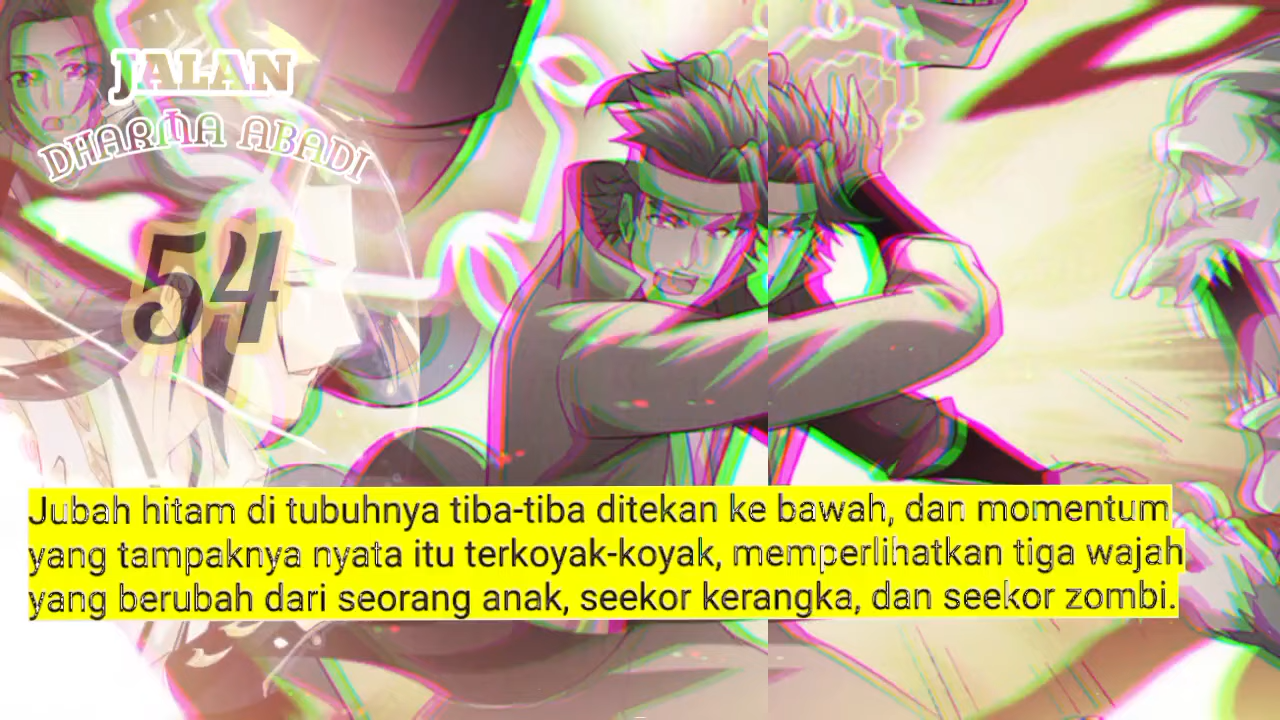 JALAN
DHARMA ABADI
54
Jubah hitam di tubuhnya tiba-tiba ditekan ke bawah, dan momentum
yang tampaknya nyata itu terkoyak-koyak, memperlihatkan tiga wajah
yang berubah dari seorang anak, seekor kerangka, dan seekor zombi.